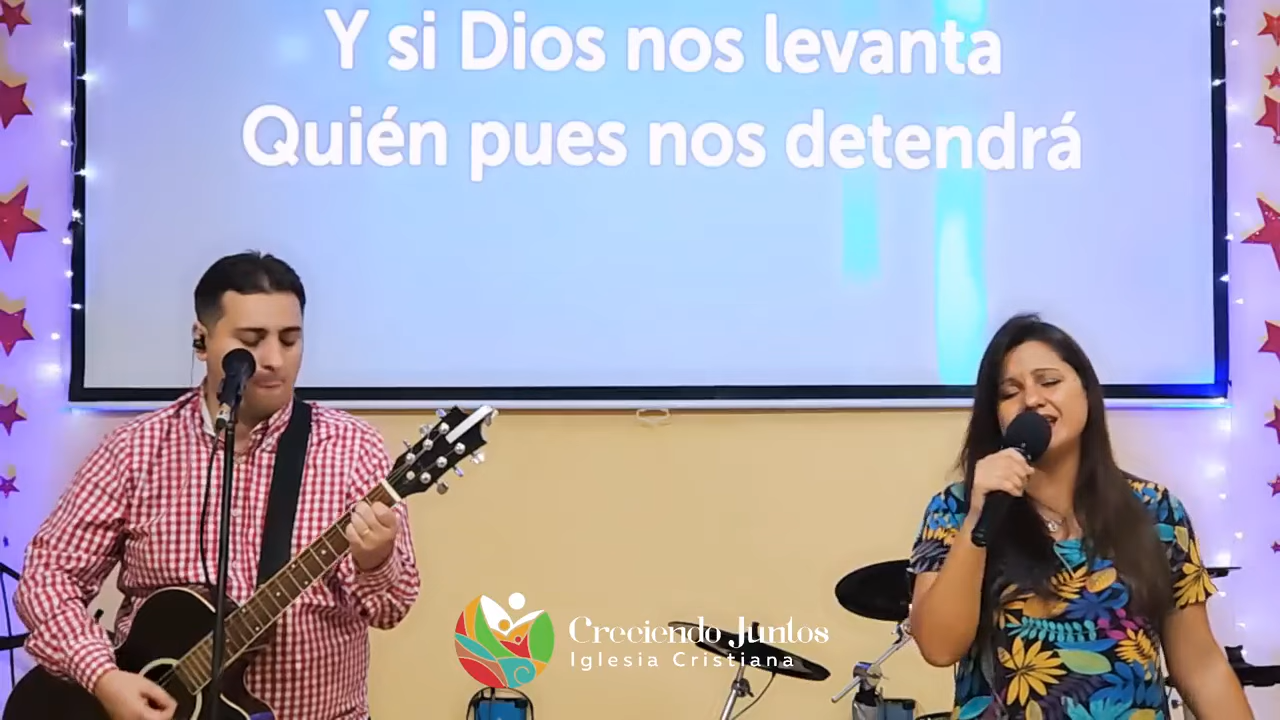 Y si Dios nos levanta
Quién pues nos detendrá
Creciendo Juntos
Iglesia Cristiana